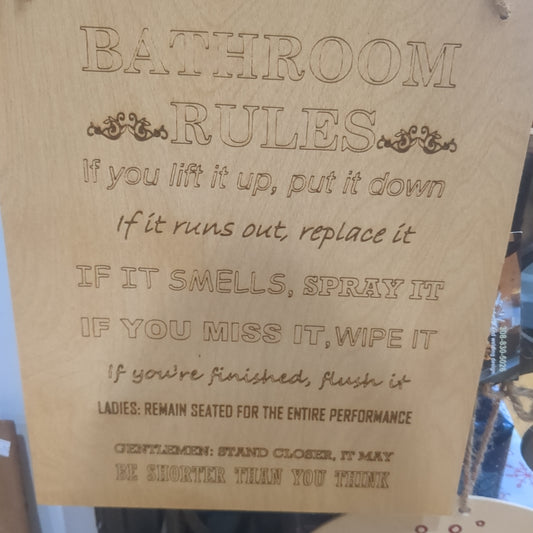 BATHROOM
RULES
If you lift it up, put it down
If it runs out, replace it
IF IT SMELLS, SPRAY IT
IF YOU MISS IT, WIPE IT
If you're finished, flush it
LADIES: REMAIN SEATED FOR THE ENTIRE PERFORMANCE
GENTLEMEN: STAND CLOSER, IT MAY
BE SHORTER THAN YOU THINK